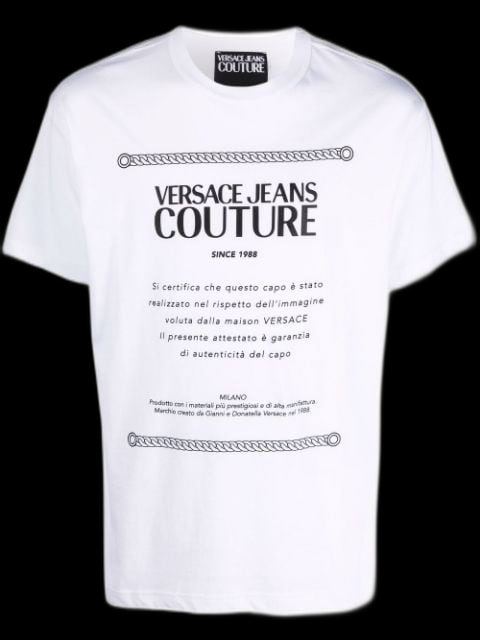 VERSACE JEANS
COUTURE
VERSACE JEANS
COUTURE
SINCE 1988
Si certifica che questo capo è stato
realizzato nel rispetto dell'immagine
voluta dalla maison VERSACE
Il presente attestato è garanzia
di autenticità del capo
MILANO
Prodotto con i materiali più prestigiosi e di alta manifattura.
Marchio creato da Gianni e Donatella Versace nel 1988.